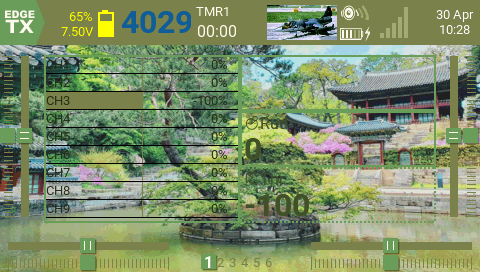 EDGE
TX
65%
7.50V
4029
TMR1
00:00
30 Apr
10:28
0%
CH2 0%
CH3 -100%
CH4 0%
CH5 0%
CH6 0%
CH7 0%
CH8 0%
CH9 0%
0
-100
1 2 3 4 5 6